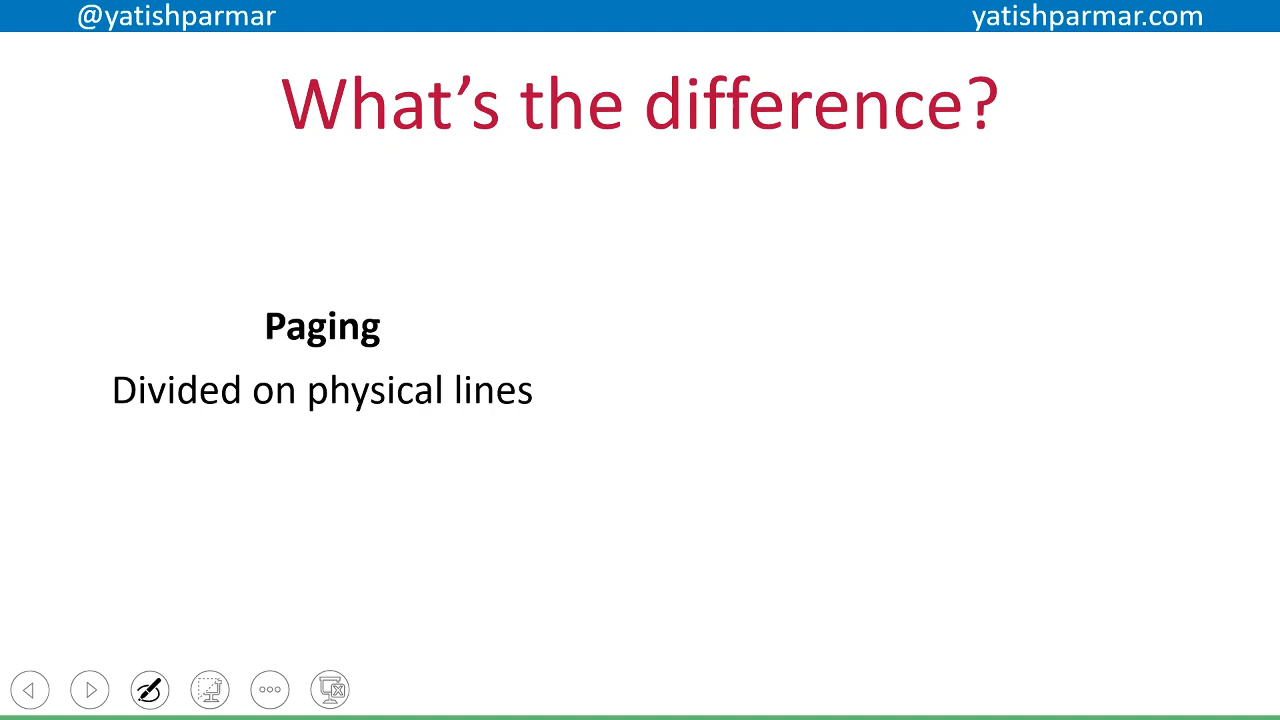 @yatishparmar
yatishparmar.com
What’s the difference?
Paging
Divided on physical lines